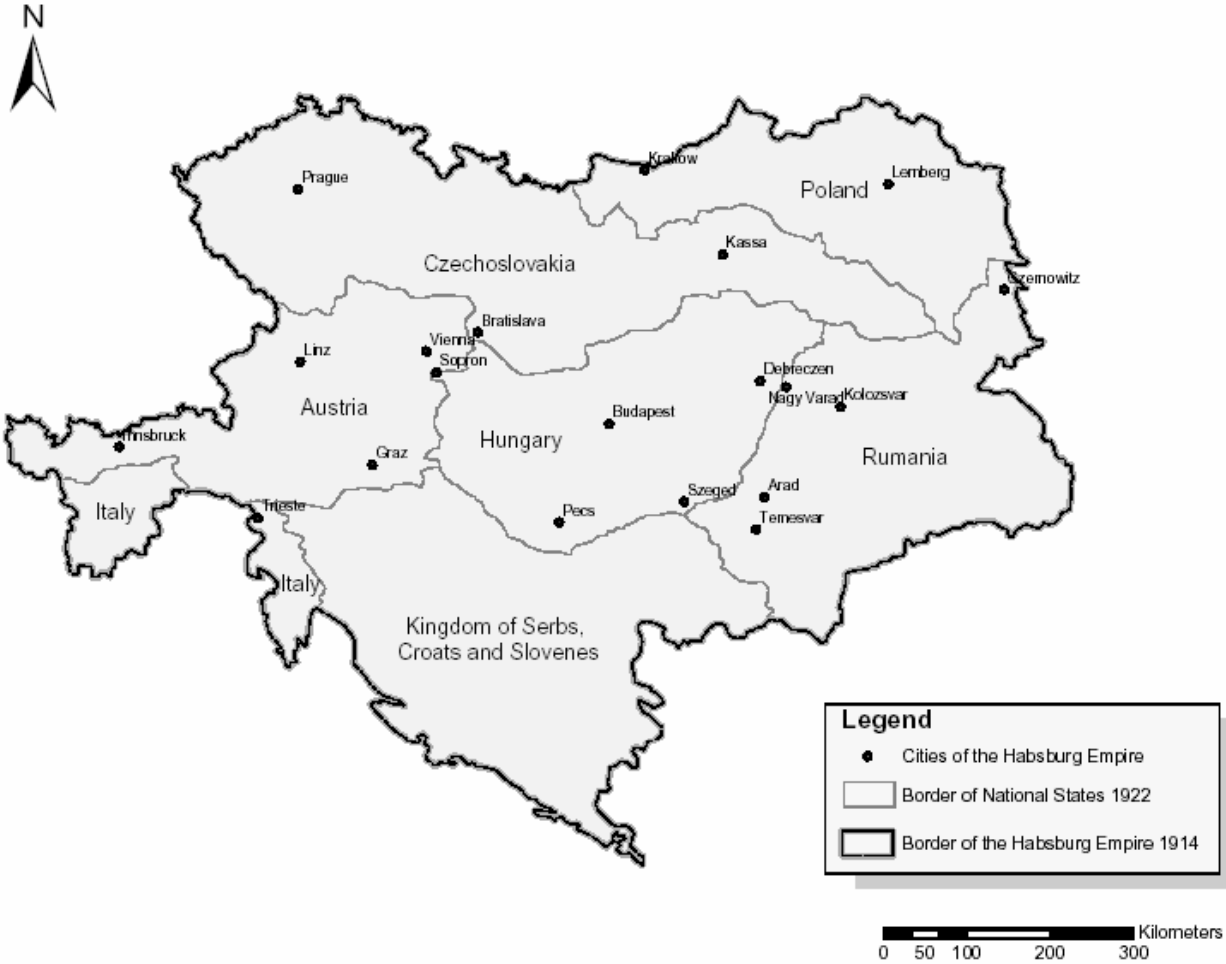 N
Krakow
Prague
Lemberg
Poland
Kassa
Czechoslovakia
Czernowitz
Bratislava
Vienna
Linz
Sopron
Debreczen
Nagy Varad
Kolozsvar
Austria
Budapest
Innsbruck
Hungary
Graz
Rumania
Arad
Szeged
Italy
Trieste
Pecs
Temesvar
Italy
Kingdom of Serbs,
Croats and Slovenes
Legend
Cities of the Habsburg Empire
Border of National States 1922
Border of the Habsburg Empire 1914
Kilometers
0 50 100 200 300